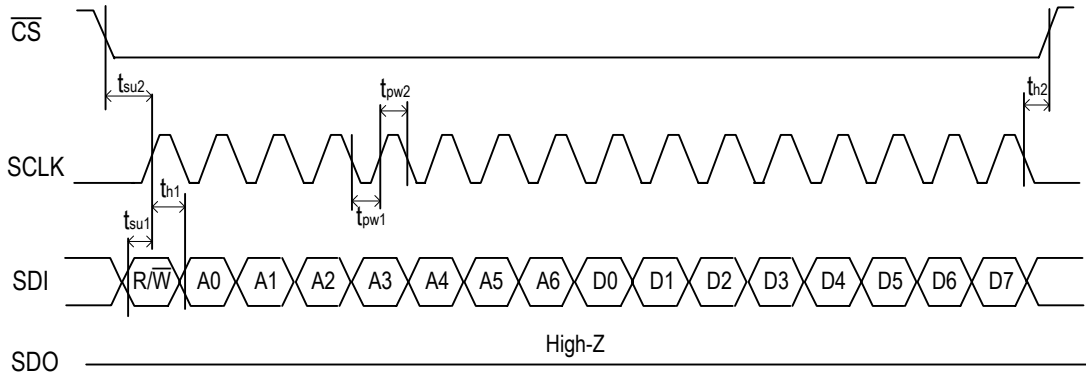 CS
tsu2
tpw2
th2
SCLK
th1
tpw1
tsu1
SDI
R/W A0 A1 A2 A3 A4 A5 A6 D0 D1 D2 D3 D4 D5 D6 D7
High-Z
SDO